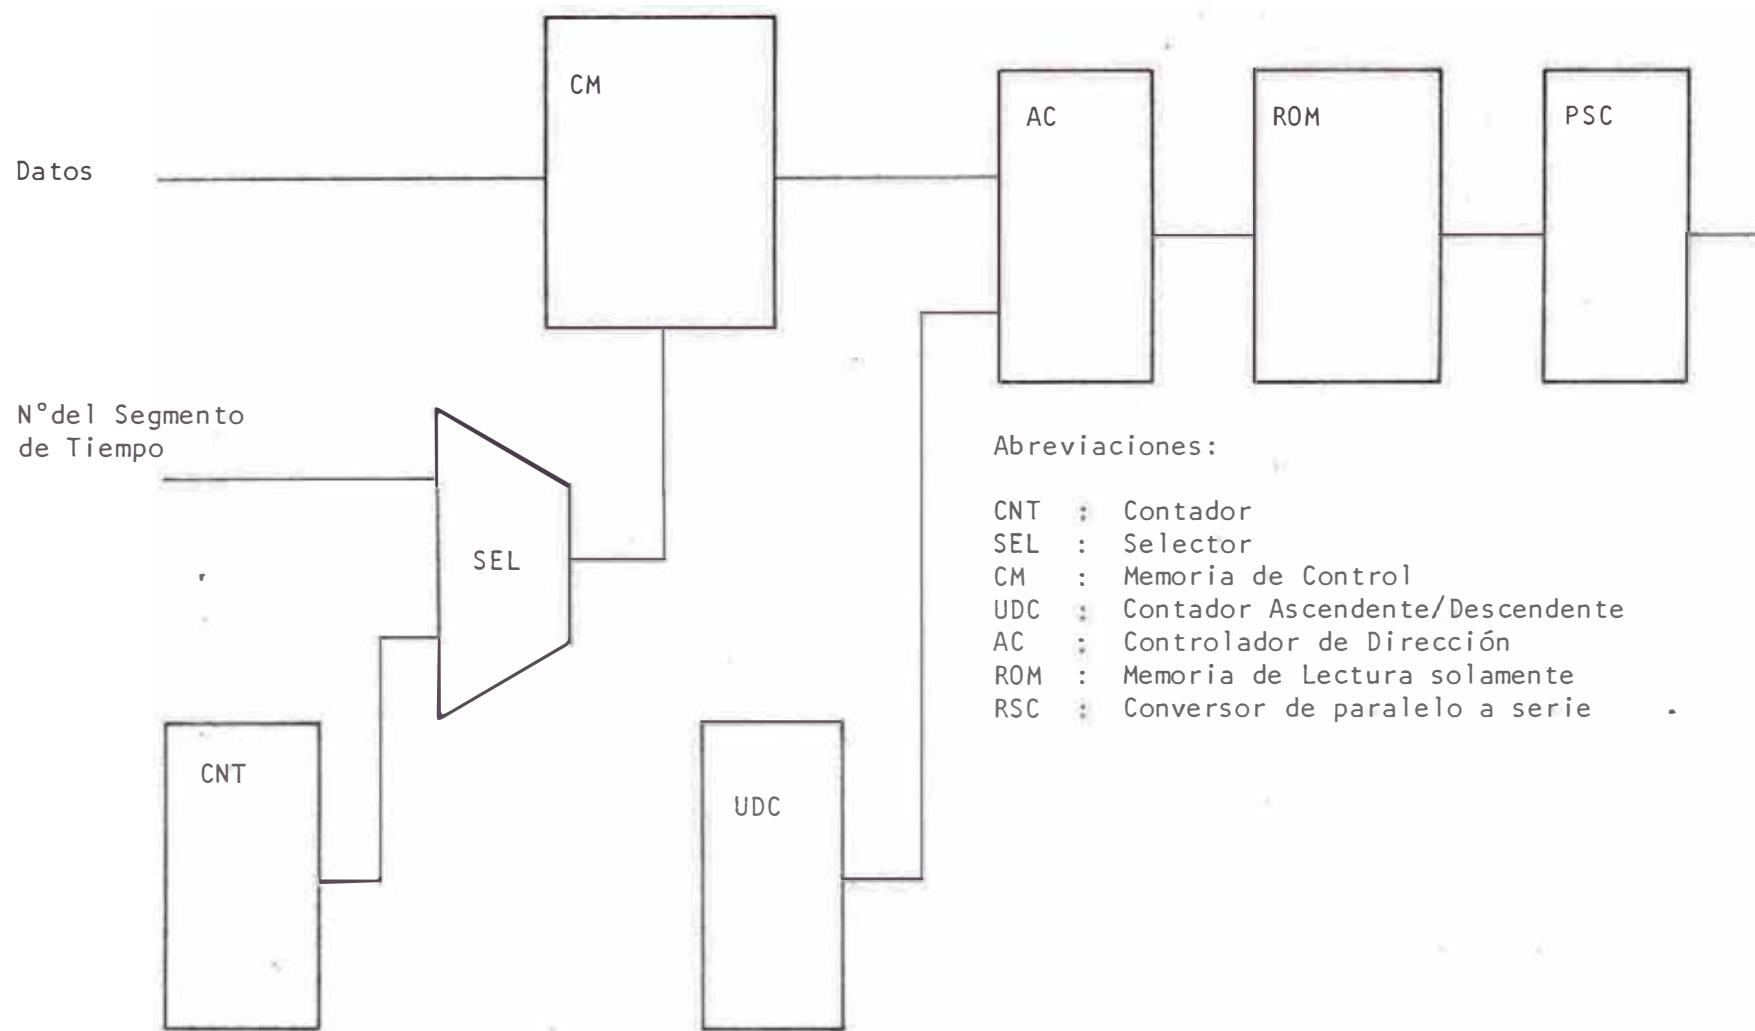 CM
AC
ROM
PSC
Datos
N°del Segmento
de Tiempo
SEL
CNT
UDC
Abreviaciones:
CNT : Contador
SEL : Selector
CM : Memoria de Control
UDC : Contador Ascendente/Descendente
AC : Controlador de Dirección
ROM : Memoria de Lectura solamente
RSC : Conversor de paralelo a serie